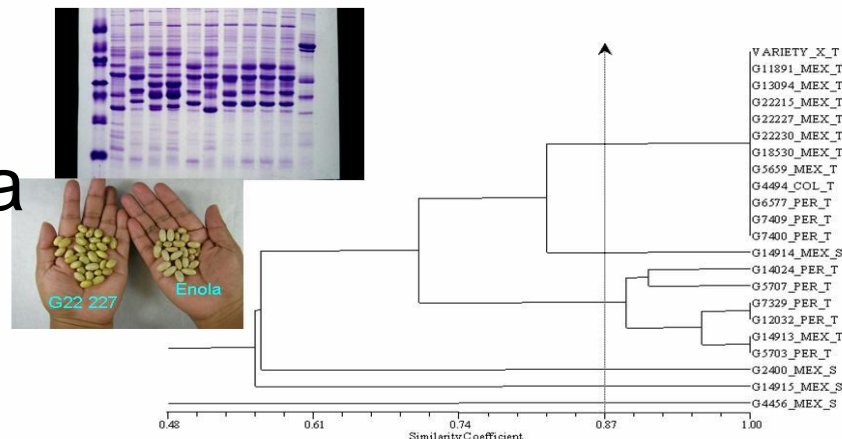 a
G22 227
Enola
VARIETY_X_T
G11891_MEX_T
G13094_MEX_T
G22215_MEX_T
G22227_MEX_T
G22230_MEX_T
G18530_MEX_T
G5659_MEX_T
G4494_COL_T
G6577_PER_T
G7409_PER_T
G7400_PER_T
G14914_MEX_S
G14024_PER_T
G5707_PER_T
G7329_PER_T
G12032_PER_T
G14913_MEX_T
G5703_PER_T
G2400_MEX_S
G14915_MEX_S
G4456_MEX_S
0.48 0.61 0.74 0.87 1.00
Similarity Coefficient